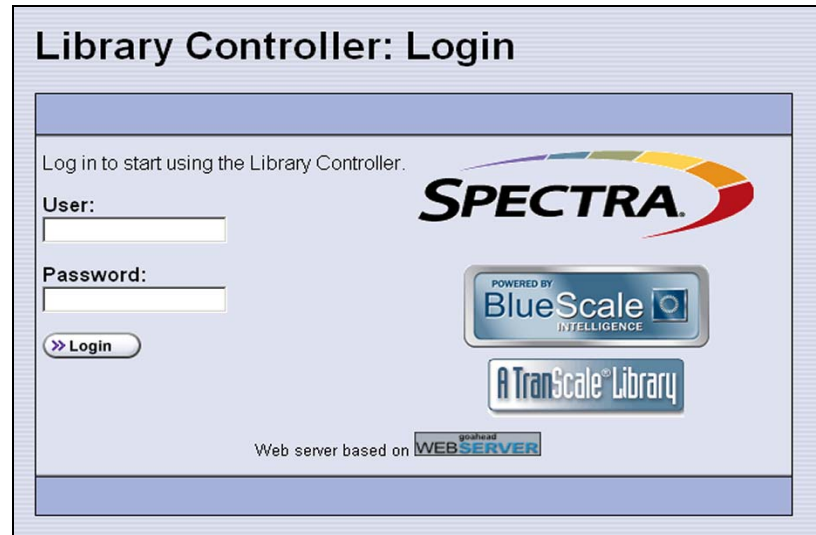 Library Controller: Login
Log in to start using the Library Controller.
SPECTRA.
User:
Password:
POWERED BY
BlueScale
INTELLIGENCE
>> Login
A TranScale® Library
Web server based on goahead WEBSERVER